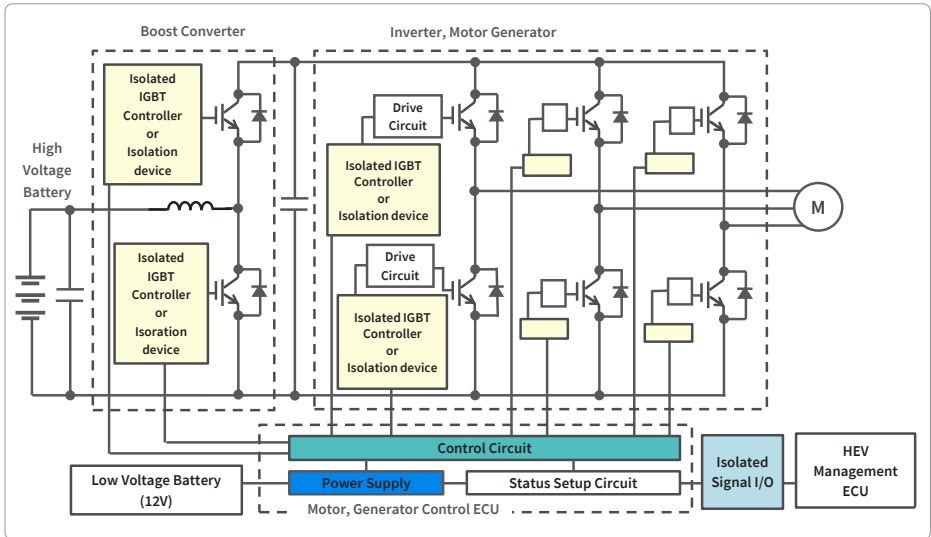 Boost Converter
Inverter, Motor Generator
Isolated
IGBT
Controller
or
Isolation
device
Drive
Circuit
High
Voltage
Battery
Isolated IGBT
Controller
or
Isolation device
M
Isolated
IGBT
Controller
or
Isoration
device
Drive
Circuit
Isolated IGBT
Controller
or
Isolation device
Control Circuit
Low Voltage Battery
(12V)
Power Supply
Status Setup Circuit
Isolated
Signal I/O
HEV
Management
ECU
Motor, Generator Control ECU